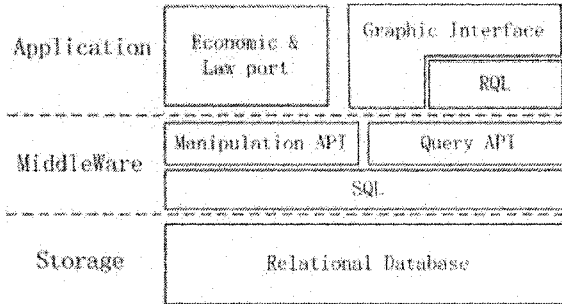 Application
Economic &
Law port
Graphic Interface
RQL
MiddleWare
Manipulation API
Query API
SQL
Storage
Relational Database